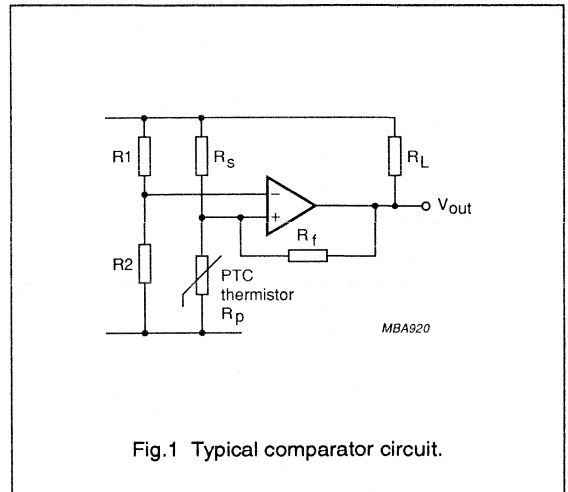 R1
Rs
RL
−
+
Vout
Rf
R2
PTC
thermistor
Rp
MBA920
Fig.1 Typical comparator circuit.